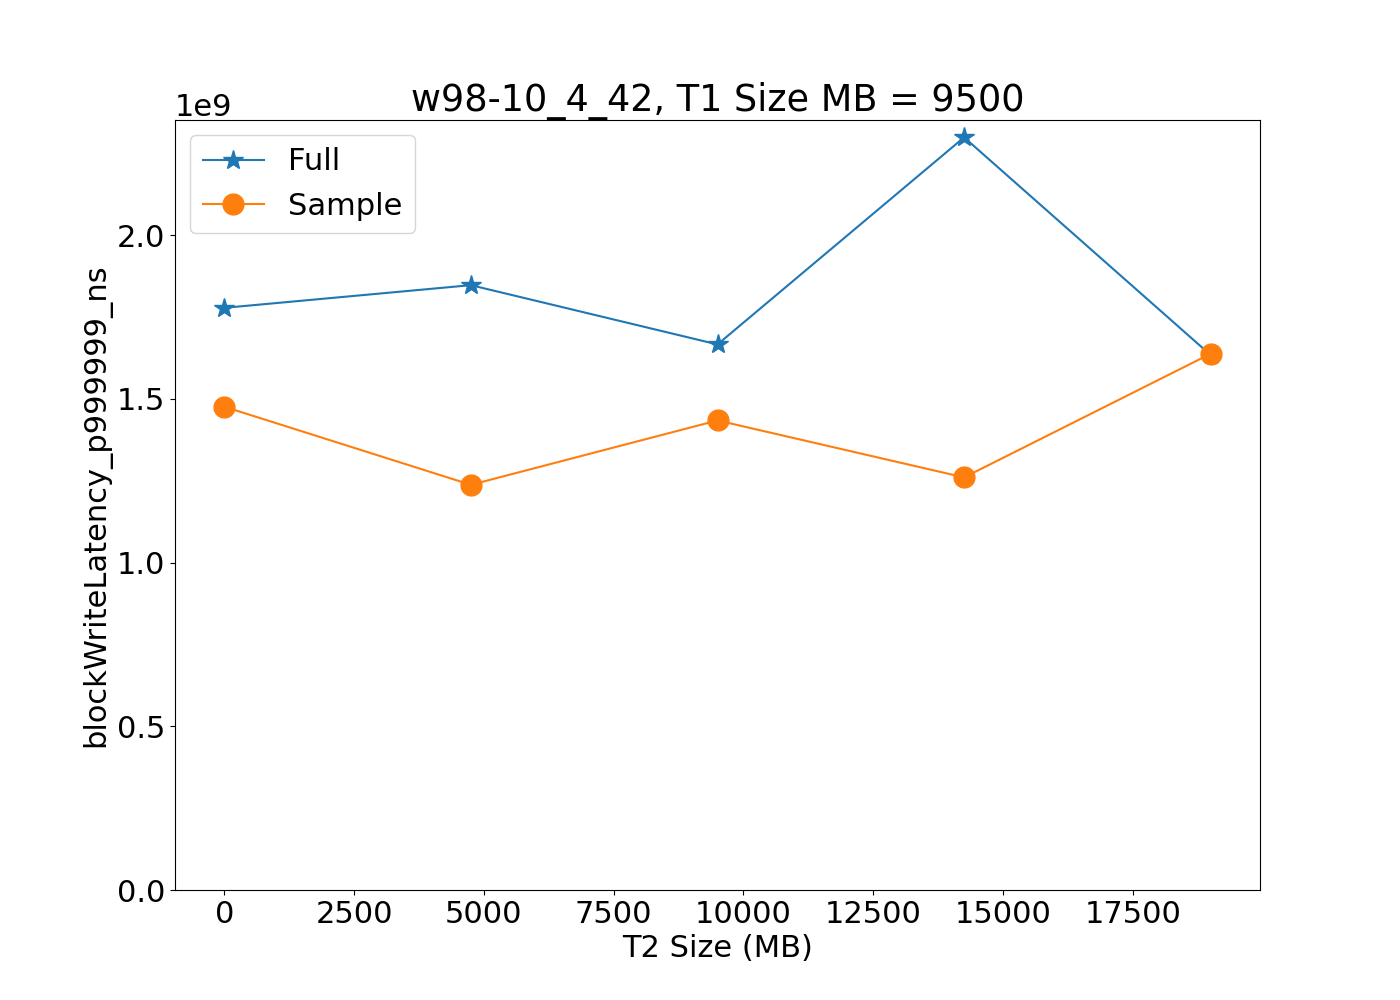 w98-10_4_42, T1 Size MB = 9500
1e9
Full
Sample
2.0
1.5
1.0
0.5
0.0
blockWriteLatency_p999999_ns
0 2500 5000 7500 10000 12500 15000 17500
T2 Size (MB)